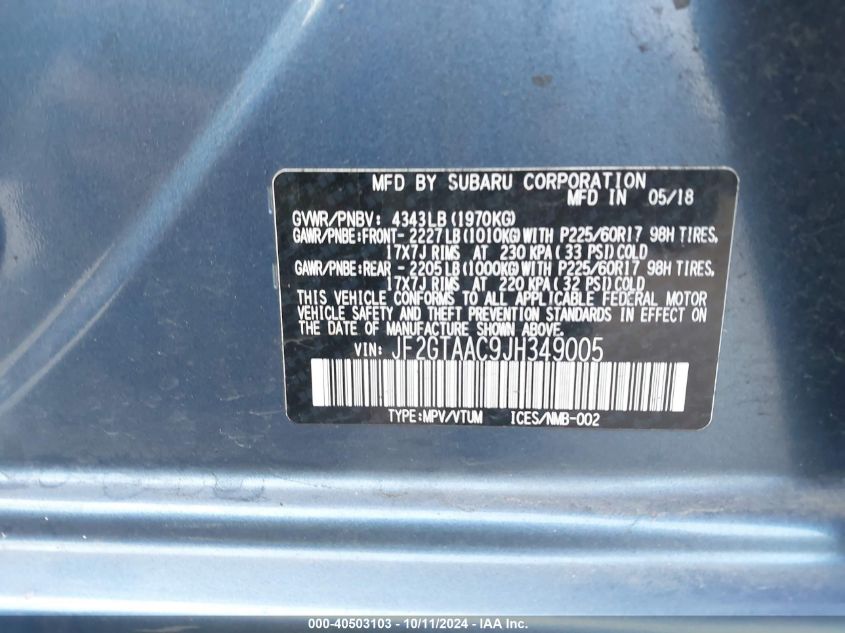 MFD BY SUBARU CORPORATION
MFD IN 05/18
GVWR/PNBV: 4343LB(1970KG)
GAWR/PNBE:FRONT-2227LB(1010KG)WITH P225/60R17 98H TIRES,
17X7J RIMS AT 230 KPA(33 PSI)COLD
GAWR/PNBE:REAR -2205LB(1000KG)WITH P225/60R17 98H TIRES,
17X7J RIMS AT 220 KPA(32 PSI)COLD
THIS VEHICLE CONFORMS TO ALL APPLICABLE FEDERAL MOTOR
VEHICLE SAFETY AND THEFT PREVENTION STANDARDS IN EFFECT ON
THE DATE OF MANUFACTURE SHOWN ABOVE.
VIN: JF2GTAAC9JH349005
TYPE:MPV/VTUM ICES/NMB-002
000-40503103 - 10/11/2024 - IAA Inc.